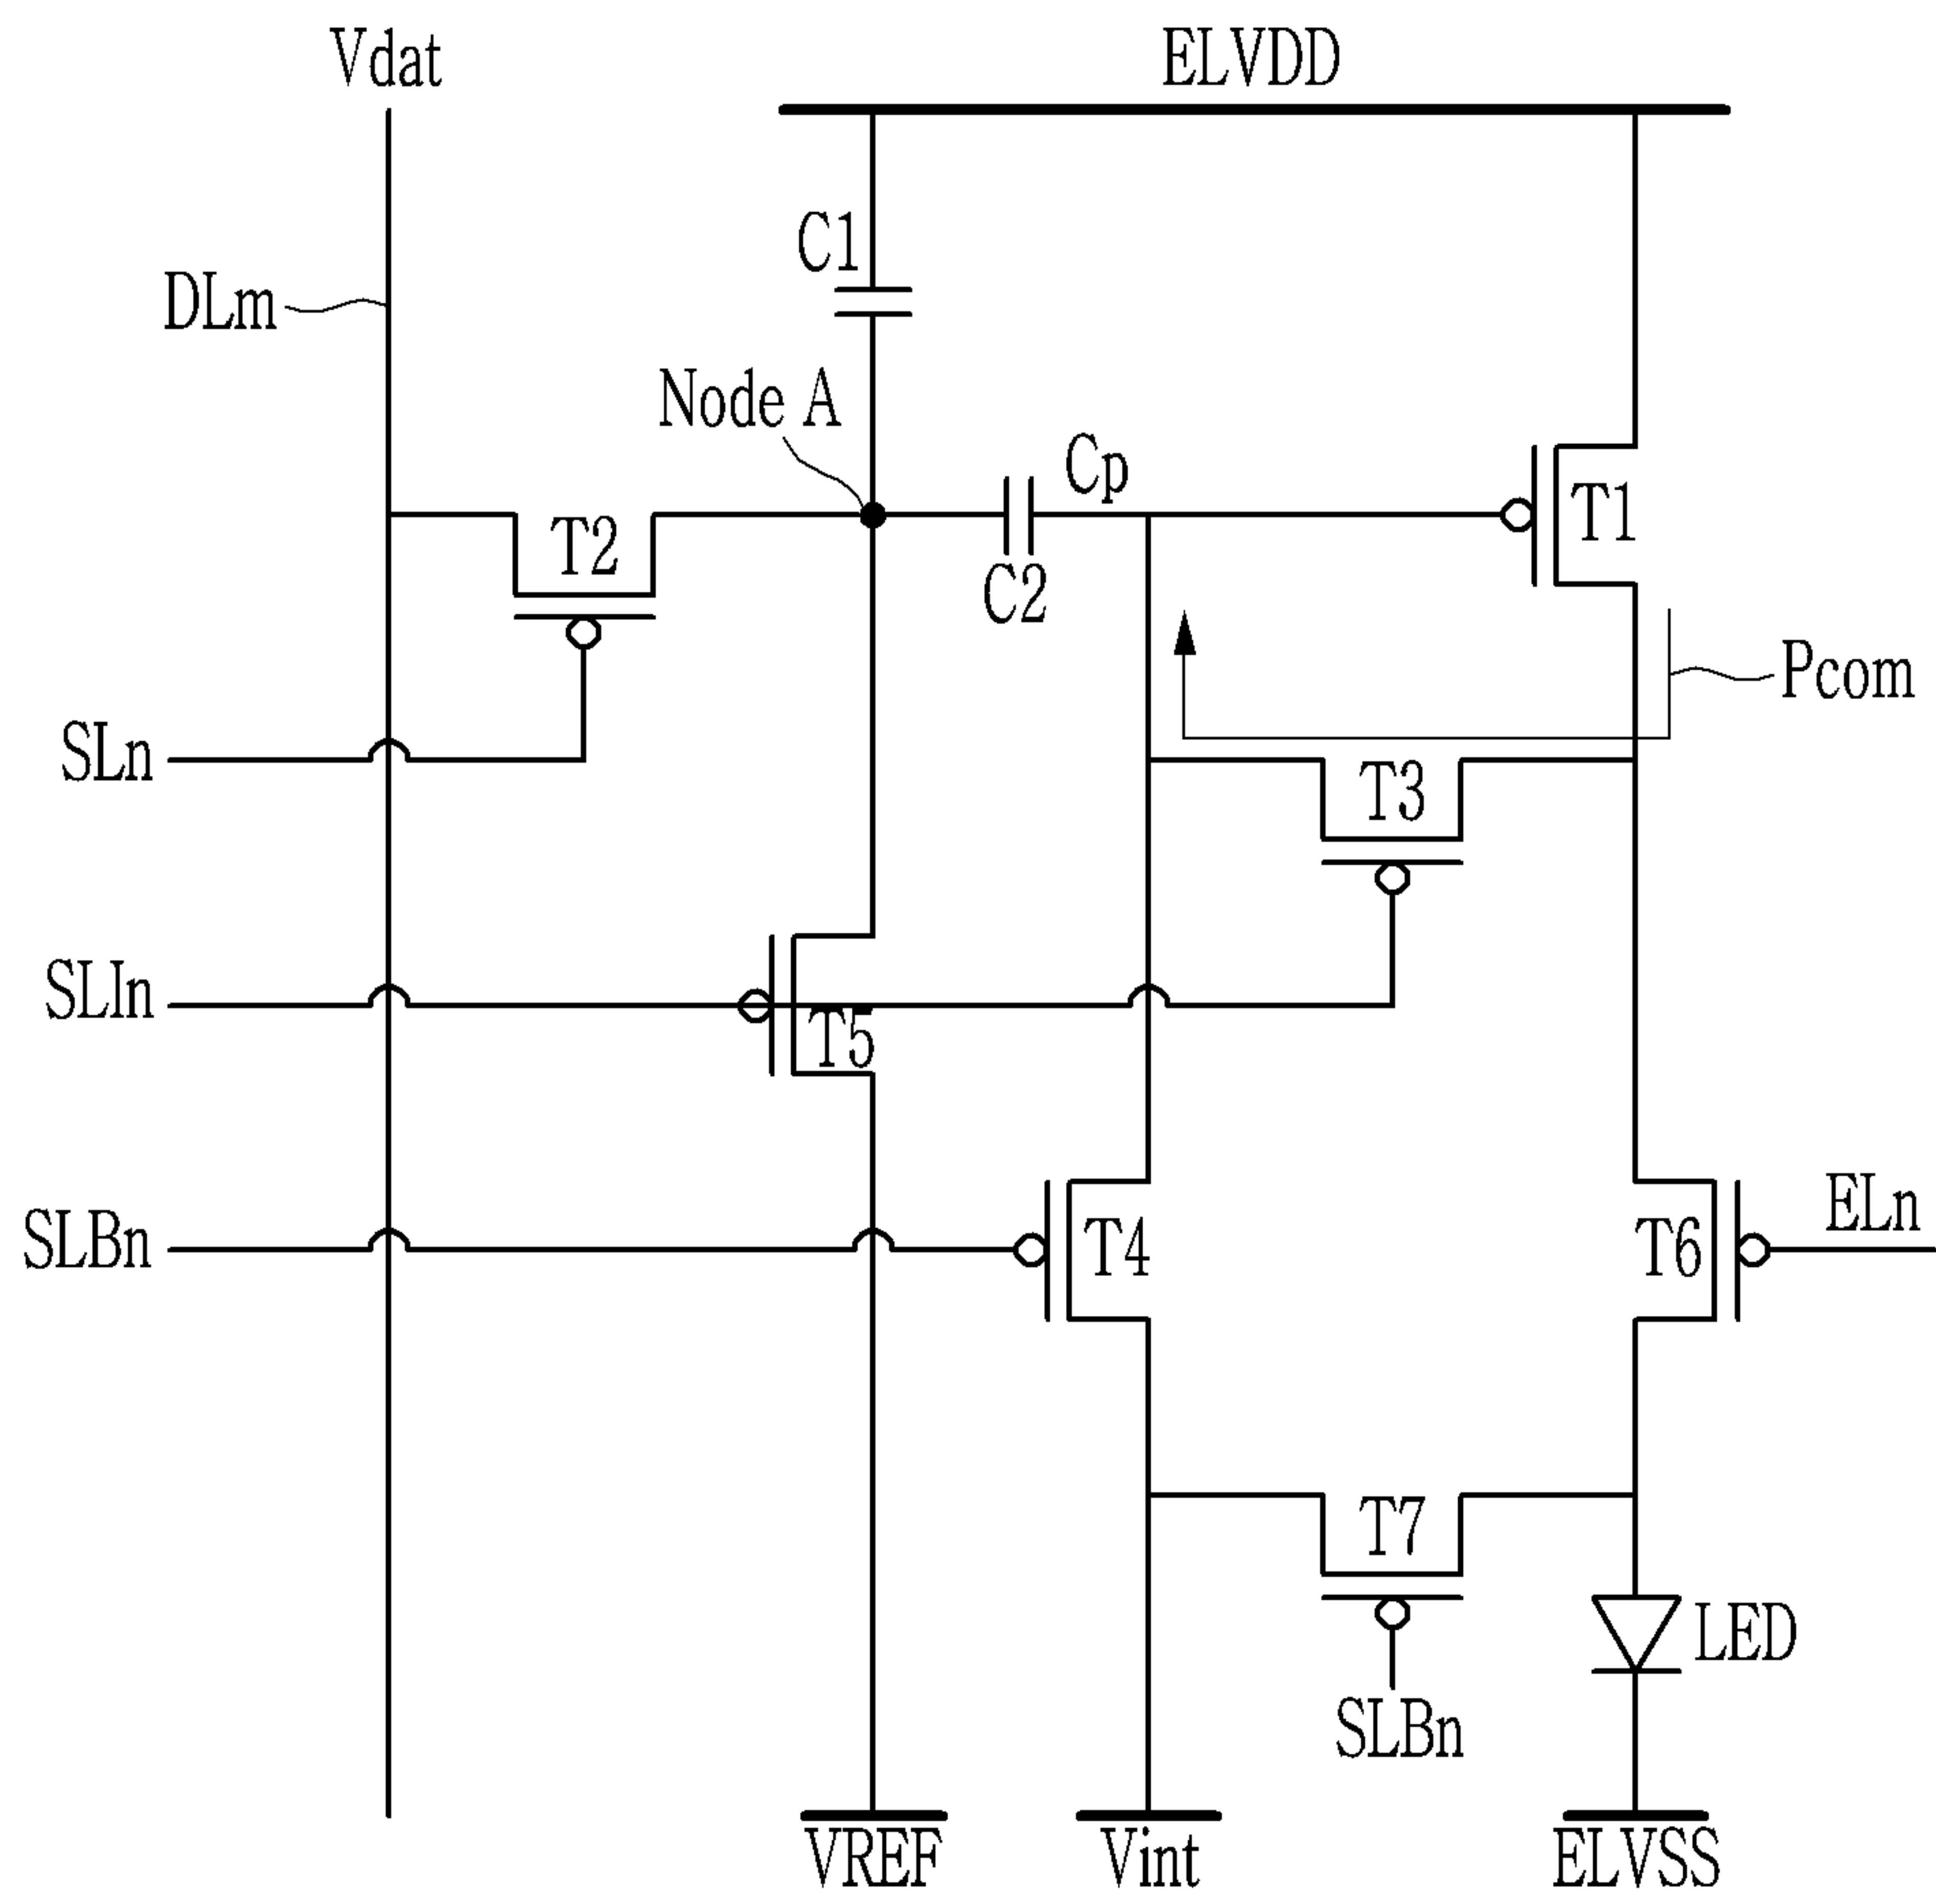 Vdat
ELVDD
C1
DLm
Node A
Cp
T1
T2
C2
Pcom
SLn
T3
SLIn
T5
ELn
SLBn
T4
T6
T7
LED
SLBn
VREF
Vint
ELVSS